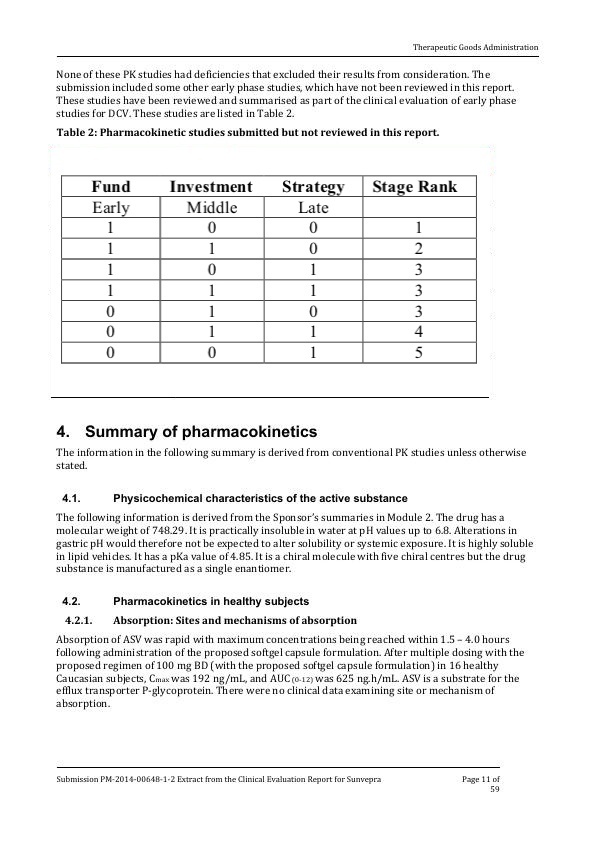 Therapeutic Goods Administration
None of these PK studies had deficiencies that excluded their results from consideration. The
submission included some other early phase studies, which have not been reviewed in this report.
These studies have been reviewed and summarised as part of the clinical evaluation of early phase
studies for DCV. These studies are listed in Table 2.
Table 2: Pharmacokinetic studies submitted but not reviewed in this report.
Fund Investment Strategy Stage Rank
Early Middle Late
1 0 0 1
1 1 0 2
1 0 1 3
1 1 1 3
0 1 0 3
0 1 1 4
0 0 1 5
4. Summary of pharmacokinetics
The information in the following summary is derived from conventional PK studies unless otherwise
stated.
4.1. Physicochemical characteristics of the active substance
The following information is derived from the Sponsor's summaries in Module 2. The drug has a
molecular weight of 748.29. It is practically insoluble in water at pH values up to 6.8. Alterations in
gastric pH would therefore not be expected to alter solubility or systemic exposure. It is highly soluble
in lipid vehicles. It has a pKa value of 4.85. It is a chiral molecule with five chiral centres but the drug
substance is manufactured as a single enantiomer.
4.2. Pharmacokinetics in healthy subjects
4.2.1. Absorption: Sites and mechanisms of absorption
Absorption of ASV was rapid with maximum concentrations being reached within 1.5 – 4.0 hours
following administration of the proposed softgel capsule formulation. After multiple dosing with the
proposed regimen of 100 mg BD (with the proposed softgel capsule formulation) in 16 healthy
Caucasian subjects, Cmax was 192 ng/mL, and AUC (0-12) was 625 ng.h/mL. ASV is a substrate for the
efflux transporter P-glycoprotein. There were no clinical data examining site or mechanism of
absorption.
Submission PM-2014-00648-1-2 Extract from the Clinical Evaluation Report for Sunvepra Page 11 of
59